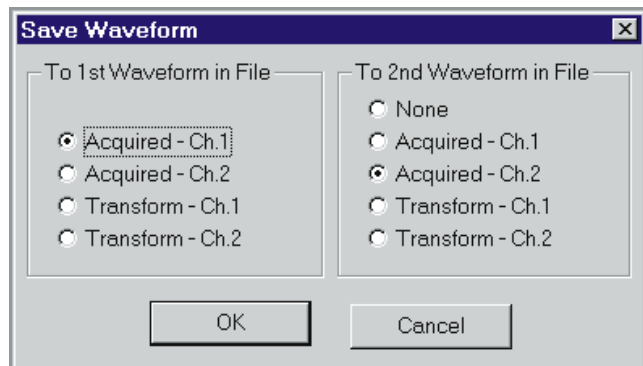 Save Waveform
To 1st Waveform in File
Acquired - Ch.1
Acquired - Ch.2
Transform - Ch.1
Transform - Ch.2
To 2nd Waveform in File
None
Acquired - Ch.1
Acquired - Ch.2
Transform - Ch.1
Transform - Ch.2
OK
Cancel